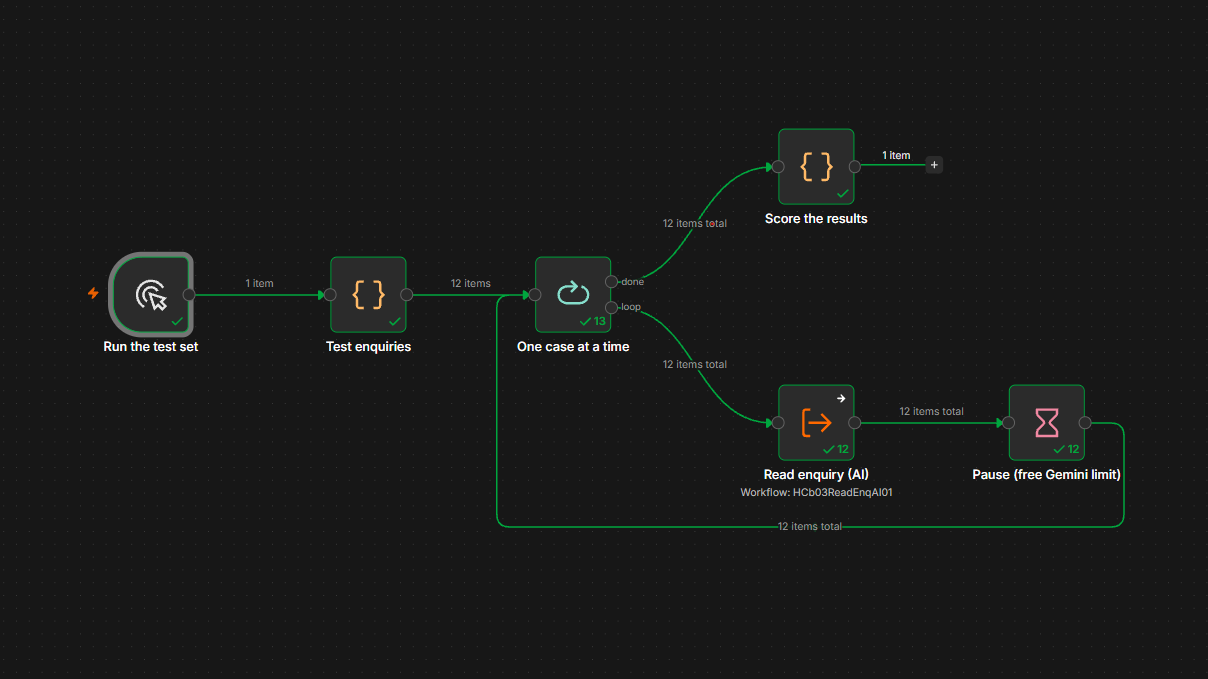 1 item
Score the results
12 items total
done
1 item
12 items
loop
13
Run the test set
Test enquiries
One case at a time
12 items total
12 items total
12
12
Read enquiry (AI)
Pause (free Gemini limit)
Workflow: HCb03ReadEnqAI01
12 items total